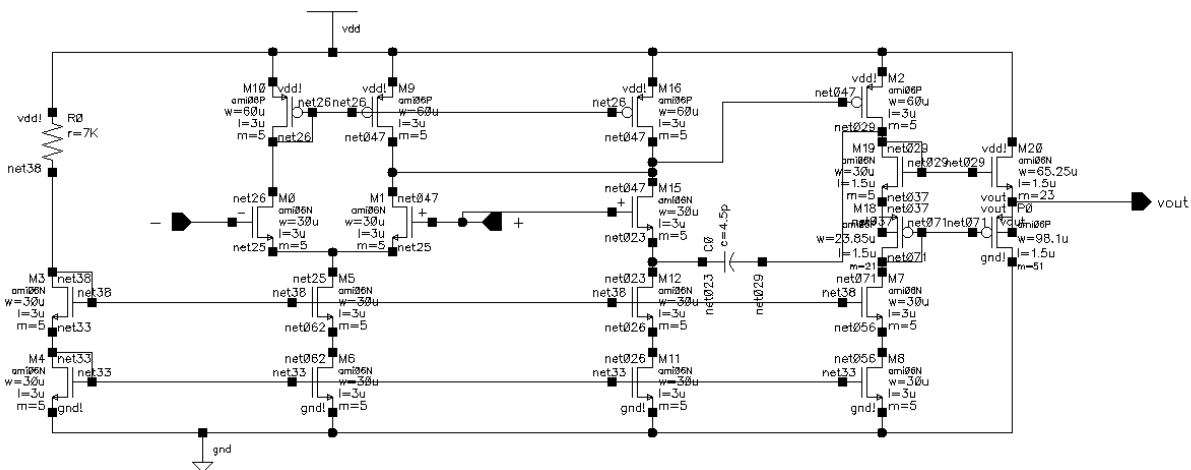 vdd
vdd!
R0
r=7K
net38
M10
vdd!
ami06P
w=60u
l=3u
m=5
net26
net26
net26
M9
vdd!
ami06P
w=60u
l=3u
m=5
net047
M16
vdd!
ami06P
w=60u
l=3u
m=5
net26
net047
M2
vdd!
ami06P
w=60u
l=3u
m=5
net047
net029
M0
ami06N
w=30u
l=3u
m=5
net26
net25
-
-
M1
net047
ami06N
w=30u
l=3u
m=5
net25
+
+
M15
net047
ami06N
w=30u
l=3u
m=5
+
net023
C0
c=4.5p
net023
net029
M19
net029
ami06N
w=30u
l=1.5u
m=5
net029
net029
net037
M20
vdd!
ami06N
w=65.25u
l=1.5u
m=23
vout
vout
M18
net037
w=23.85u
l=1.5u
net071
net071
net071
P0
vout
ami06P
w=98.1u
l=1.5u
gnd!
M3
net38
ami06N
w=30u
l=3u
m=5
net38
net33
M5
net25
ami06N
w=30u
l=3u
m=5
net38
net062
M12
net023
ami06N
w=30u
l=3u
m=5
net38
net026
M7
net071
ami06N
w=30u
l=3u
m=5
net38
net056
M4
net33
ami06N
w=30u
l=3u
m=5
net33
gnd!
M6
net062
ami06N
w=30u
l=3u
m=5
net33
gnd!
M11
net026
ami06N
w=30u
l=3u
m=5
net33
gnd!
M8
net056
ami06N
w=30u
l=3u
m=5
net33
gnd!
gnd